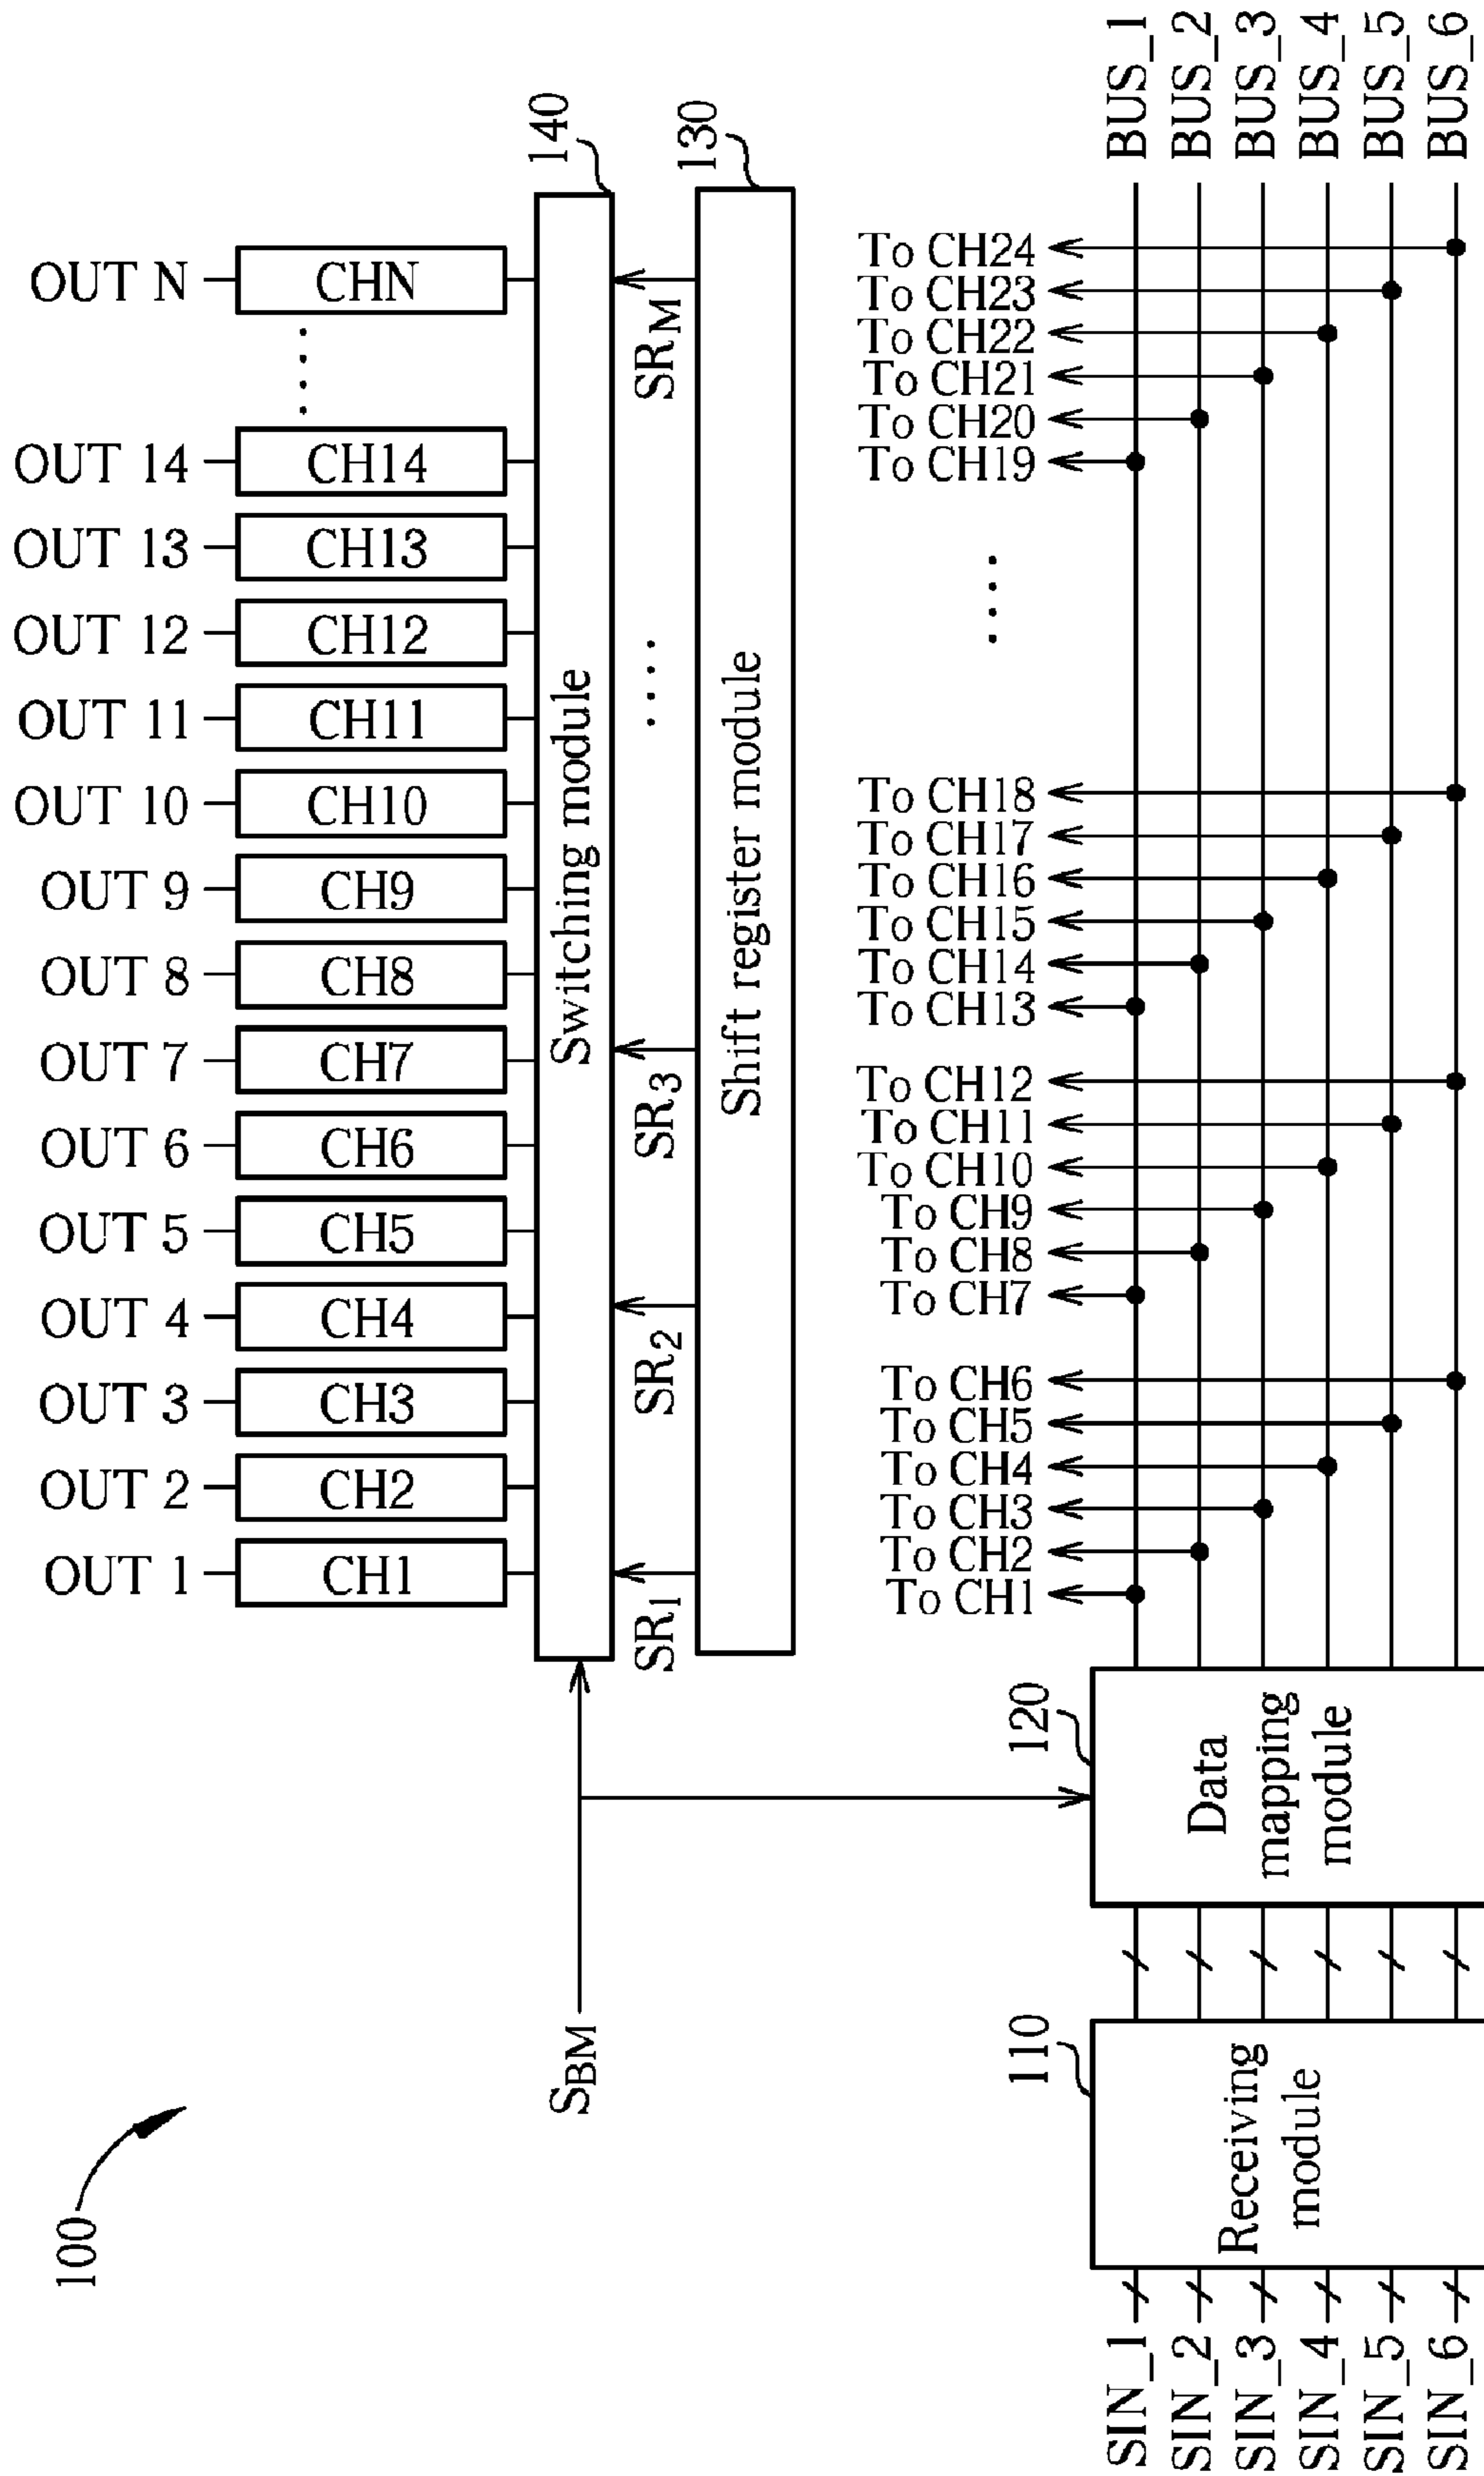 100
OUT 1
OUT 2
OUT 3
OUT 4
OUT 5
OUT 6
OUT 7
OUT 8
OUT 9
OUT 10
OUT 11
OUT 12
OUT 13
OUT 14
OUT N
CH1
CH2
CH3
CH4
CH5
CH6
CH7
CH8
CH9
CH10
CH11
CH12
CH13
CH14
CHN
....
SBM
Switching module
140
SR1
SR2
SR3
....
SRM
Shift register module
130
To CH1
To CH2
To CH3
To CH4
To CH5
To CH6
To CH7
To CH8
To CH9
To CH10
To CH11
To CH12
To CH13
To CH14
To CH15
To CH16
To CH17
To CH18
....
To CH19
To CH20
To CH21
To CH22
To CH23
To CH24
110
120
SIN_1
SIN_2
SIN_3
SIN_4
SIN_5
SIN_6
Receiving
module
Data
mapping
module
BUS_1
BUS_2
BUS_3
BUS_4
BUS_5
BUS_6